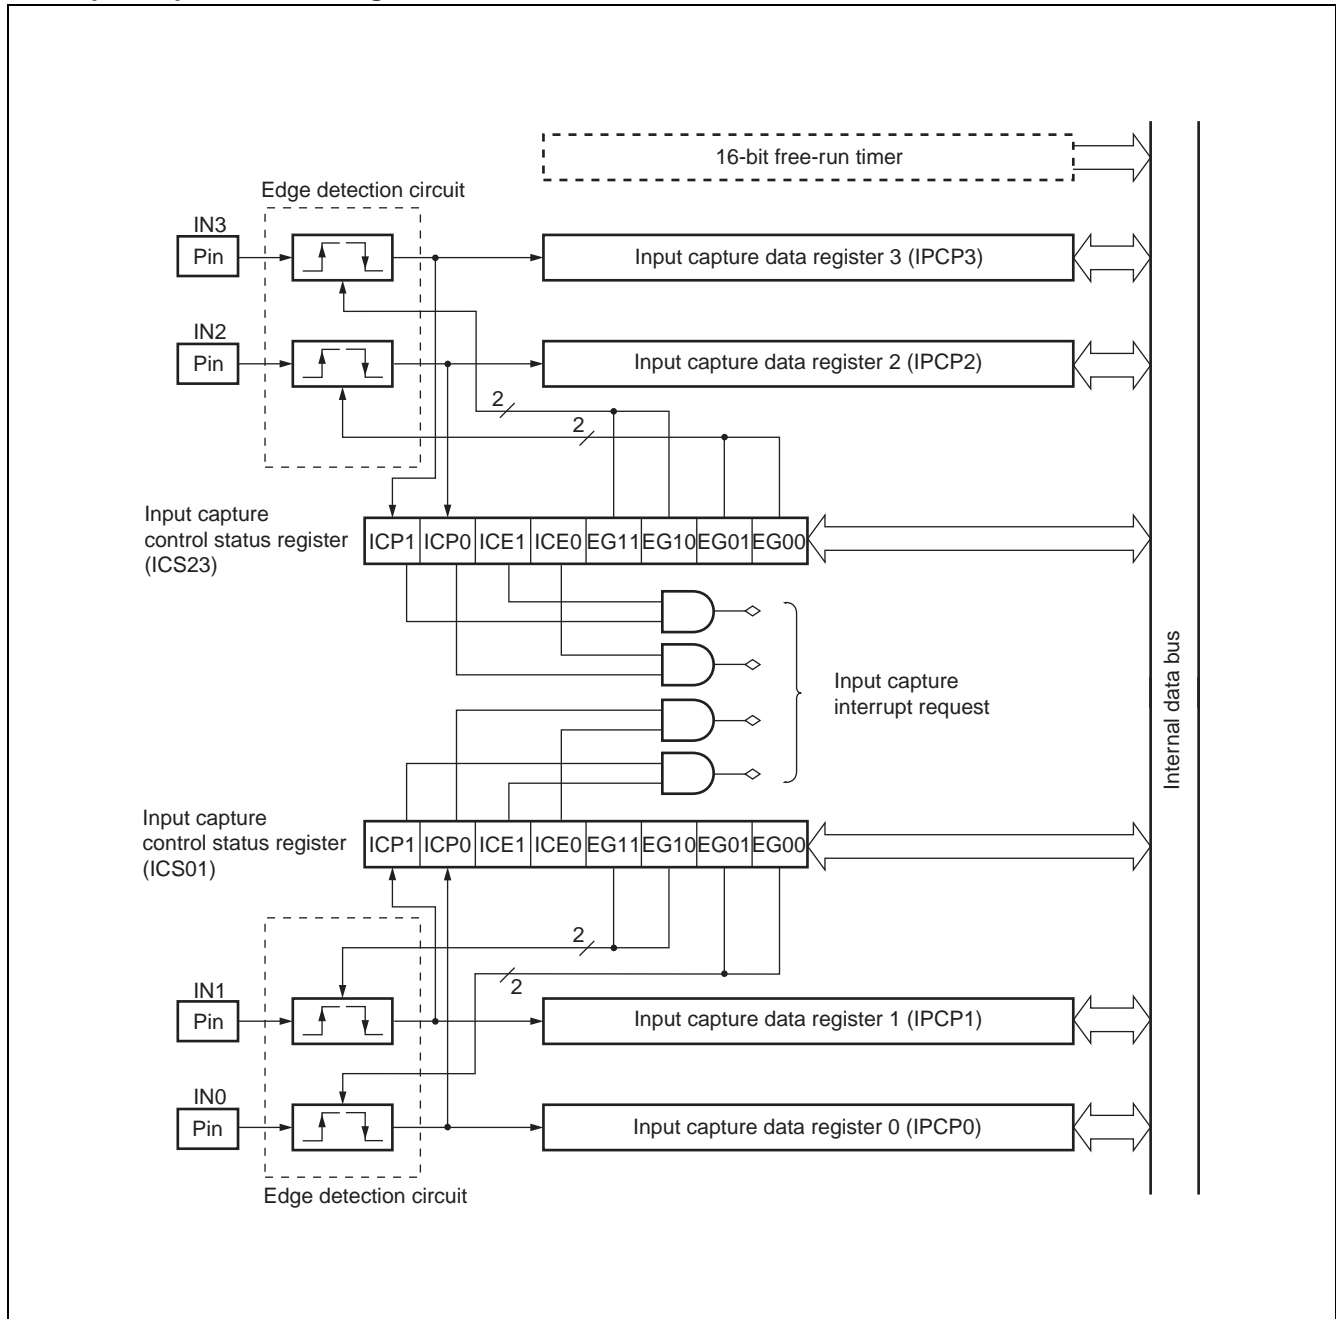 16-bit free-run timer
Edge detection circuit
IN3
Pin
Input capture data register 3 (IPCP3)
IN2
Pin
Input capture data register 2 (IPCP2)
2
2
Input capture
control status register
(ICS23)
ICP1 ICP0 ICE1 ICE0 EG11 EG10 EG01 EG00
Input capture
interrupt request
Internal data bus
Input capture
control status register
(ICS01)
ICP1 ICP0 ICE1 ICE0 EG11 EG10 EG01 EG00
2
2
IN1
Pin
Input capture data register 1 (IPCP1)
IN0
Pin
Input capture data register 0 (IPCP0)
Edge detection circuit